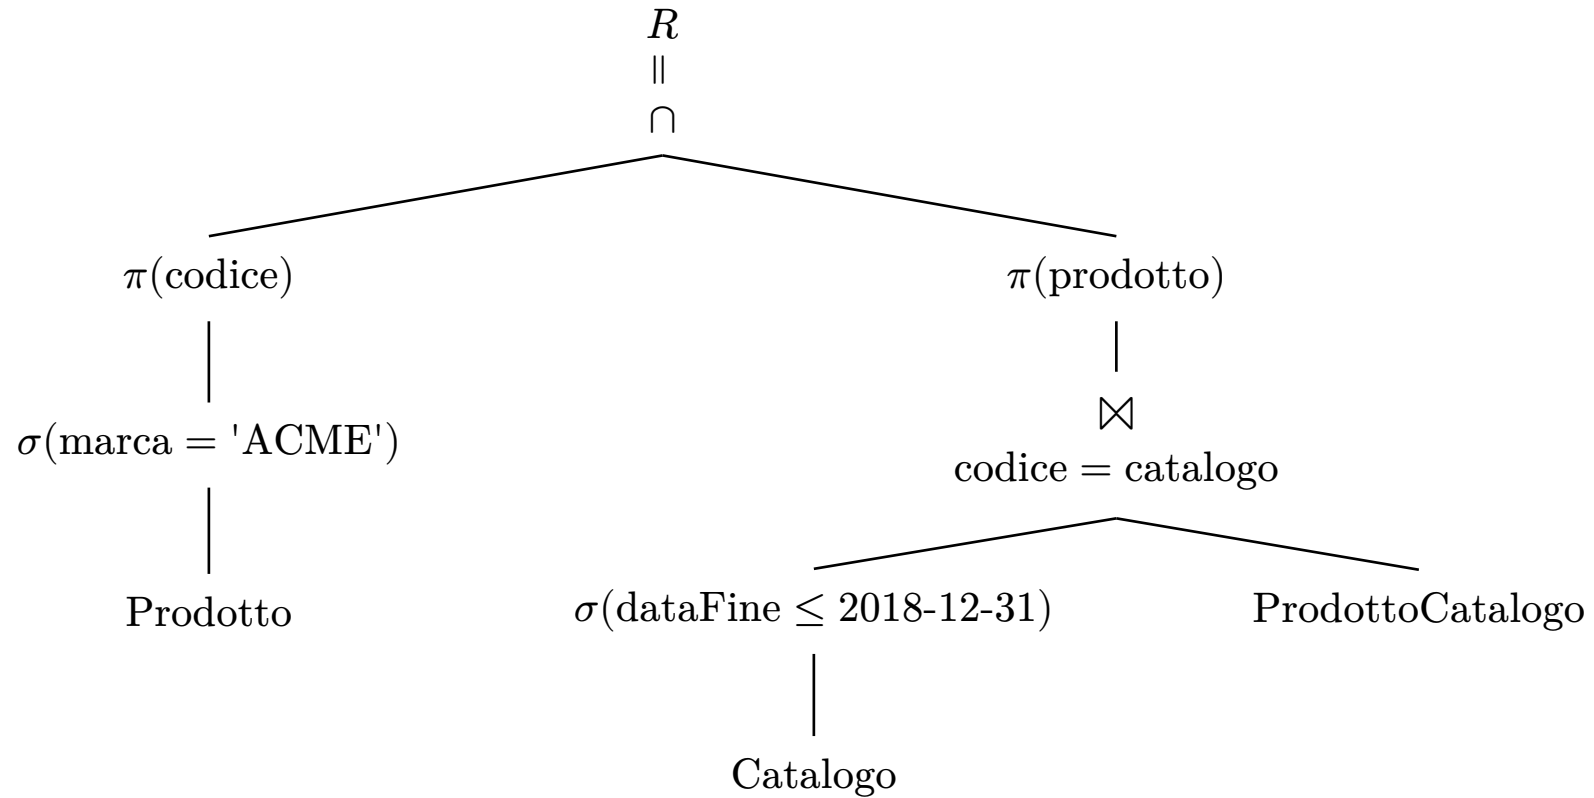 R
=
∩
π(codice)
π(prodotto)
⋈
σ(marca = 'ACME')
codice = catalogo
Prodotto
σ(dataFine ≤ 2018-12-31)
ProdottoCatalogo
Catalogo